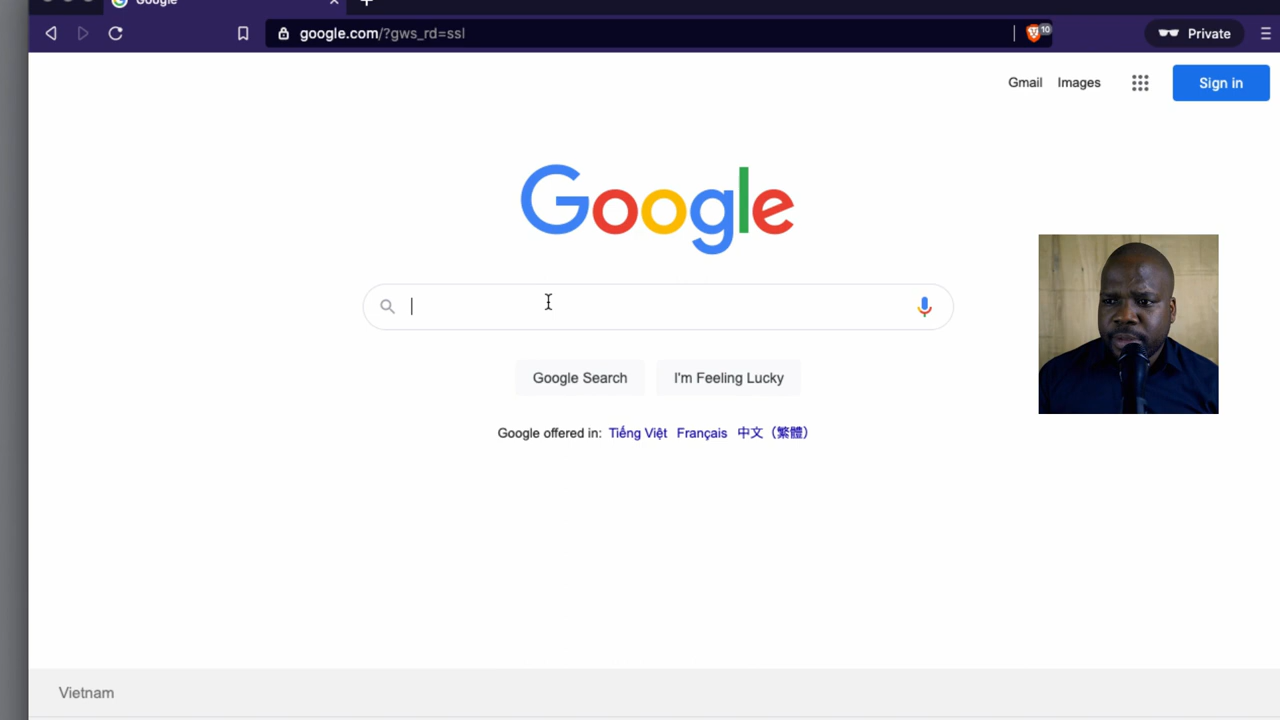 Google
google.com/?gws_rd=ssl
10
Private
Gmail Images
Sign in
Google
Google Search
I'm Feeling Lucky
Google offered in: Tiếng Việt Français 中文（繁體）
Vietnam